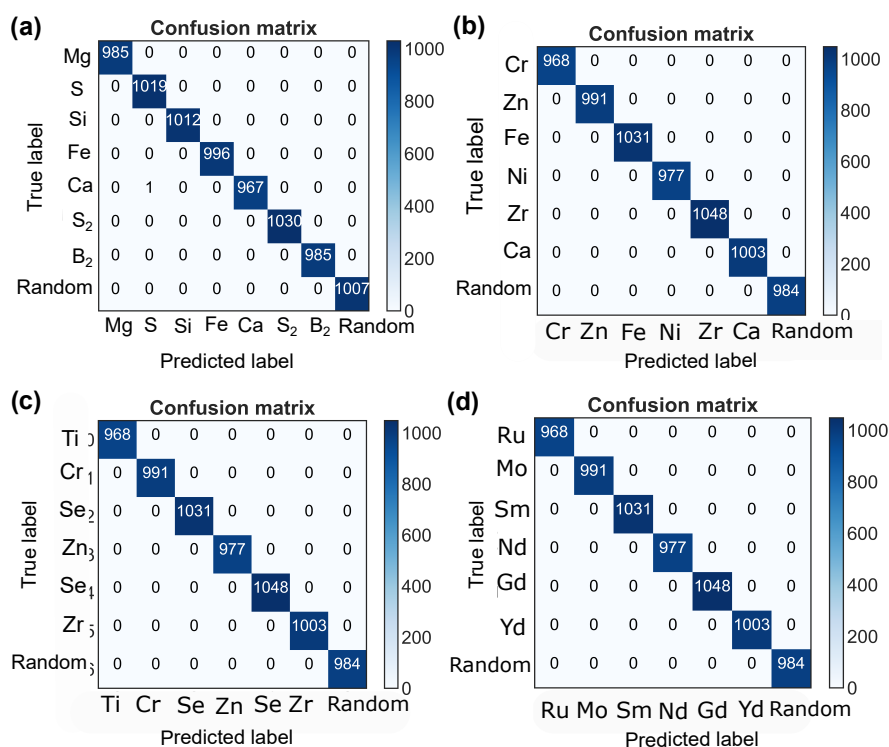 (a)
Confusion matrix
Mg 985 0 0 0 0 0 0 0
S 0 1019 0 0 0 0 0 0
Si 0 0 1012 0 0 0 0 0
Fe 0 0 0 996 0 0 0 0
Ca 0 1 0 0 967 0 0 0
S₂ 0 0 0 0 0 1030 0 0
B₂ 0 0 0 0 0 0 985 0
Random 0 0 0 0 0 0 0 1007
Mg S Si Fe Ca S₂ B₂ Random
Predicted label
True label
1000
800
600
400
200
0
(b)
Confusion matrix
Cr 968 0 0 0 0 0 0
Zn 0 991 0 0 0 0 0
Fe 0 0 1031 0 0 0 0
Ni 0 0 0 977 0 0 0
Zr 0 0 0 0 1048 0 0
Ca 0 0 0 0 0 1003 0
Random 0 0 0 0 0 0 984
Cr Zn Fe Ni Zr Ca Random
Predicted label
True label
1000
800
600
400
200
0
(c)
Confusion matrix
Ti 968 0 0 0 0 0 0
Cr 1 0 991 0 0 0 0 0
Se 2 0 0 1031 0 0 0 0
Zn 3 0 0 0 977 0 0 0
Se 4 0 0 0 0 1048 0 0
Zr 5 0 0 0 0 0 1003 0
Random 6 0 0 0 0 0 0 984
Ti Cr Se Zn Se Zr Random
Predicted label
True label
1000
800
600
400
200
0
(d)
Confusion matrix
Ru 968 0 0 0 0 0 0
Mo 0 991 0 0 0 0 0
Sm 0 0 1031 0 0 0 0
Nd 0 0 0 977 0 0 0
Gd 0 0 0 0 1048 0 0
Yd 0 0 0 0 0 1003 0
Random 0 0 0 0 0 0 984
Ru Mo Sm Nd Gd Yd Random
Predicted label
True label
1000
800
600
400
200
0